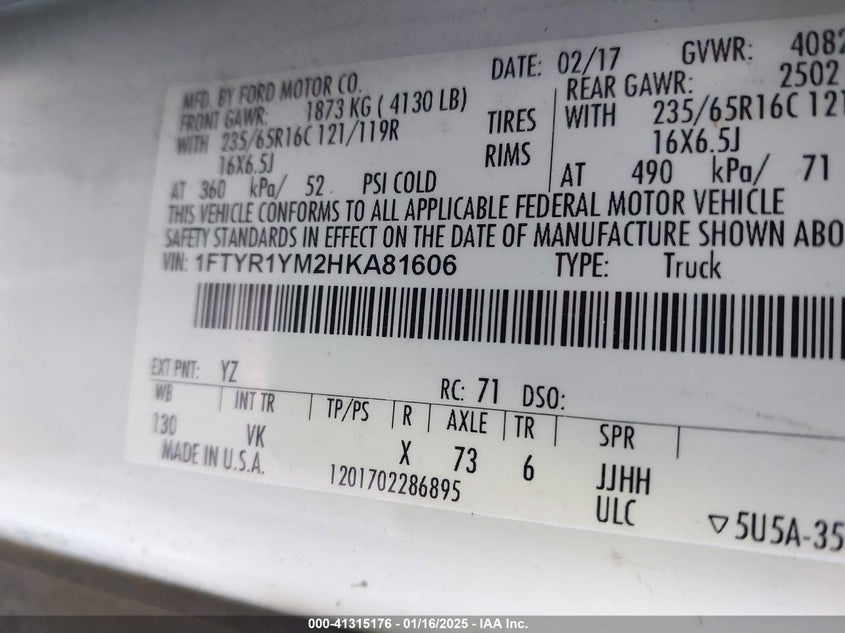 MFD. BY FORD MOTOR CO. DATE: 02/17 GVWR: 4082
FRONT GAWR: 1873 KG ( 4130 LB) REAR GAWR: 2502
WITH 235/65R16C 121/119R TIRES WITH 235/65R16C 121
16X6.5J RIMS 16X6.5J
AT 360 kPa/ 52 PSI COLD AT 490 kPa/ 71
THIS VEHICLE CONFORMS TO ALL APPLICABLE FEDERAL MOTOR VEHICLE
SAFETY STANDARDS IN EFFECT ON THE DATE OF MANUFACTURE SHOWN ABO
VIN: 1FTYR1YM2HKA81606 TYPE: Truck
EXT PNT: YZ RC: 71 DSO:
WB INT TR TP/PS R AXLE TR SPR
130 VK X 73 6 JJHH
MADE IN U.S.A. 1201702286895 ULC
▽5U5A-35
000-41315176 - 01/16/2025 - IAA Inc.